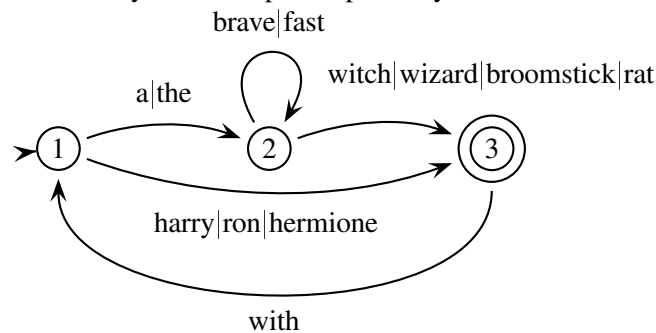 brave|fast
witch|wizard|broomstick|rat
a|the
1
2
3
harry|ron|hermione
with